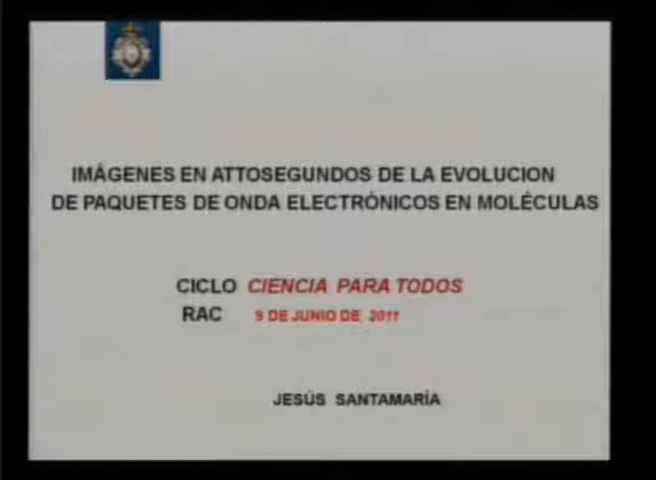 IMÁGENES EN ATTOSEGUNDOS DE LA EVOLUCION
DE PAQUETES DE ONDA ELECTRÓNICOS EN MOLÉCULAS
CICLO CIENCIA PARA TODOS
RAC 9 DE JUNIO DE 2011
JESÚS SANTAMARÍA